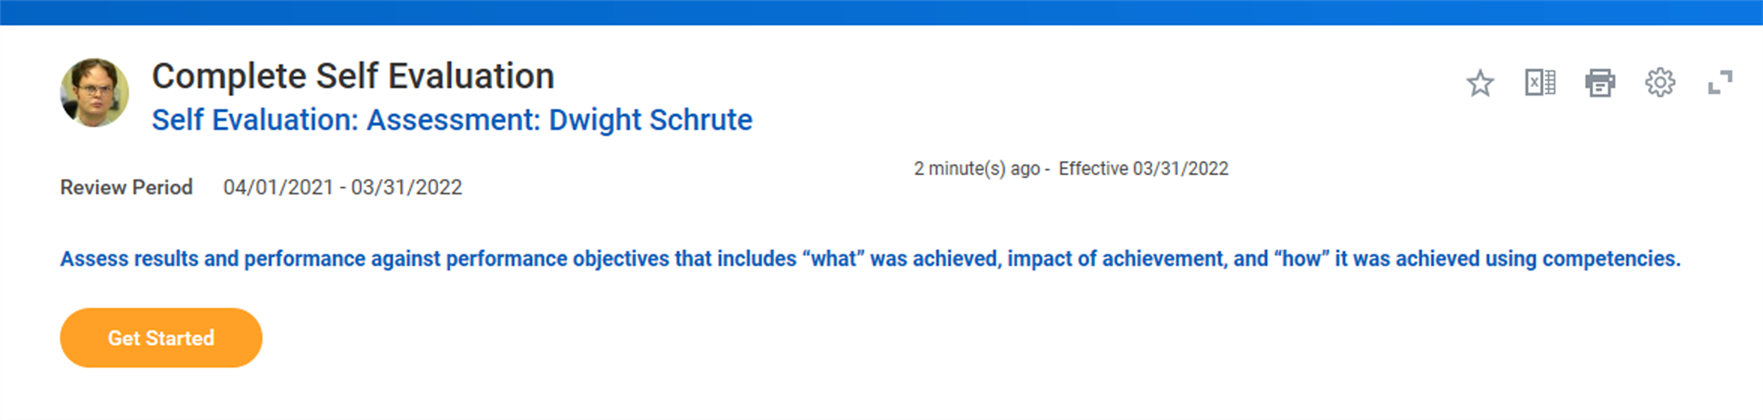 Complete Self Evaluation
Self Evaluation: Assessment: Dwight Schrute
2 minute(s) ago - Effective 03/31/2022
Review Period 04/01/2021 - 03/31/2022
Assess results and performance against performance objectives that includes “what” was achieved, impact of achievement, and “how” it was achieved using competencies.
Get Started